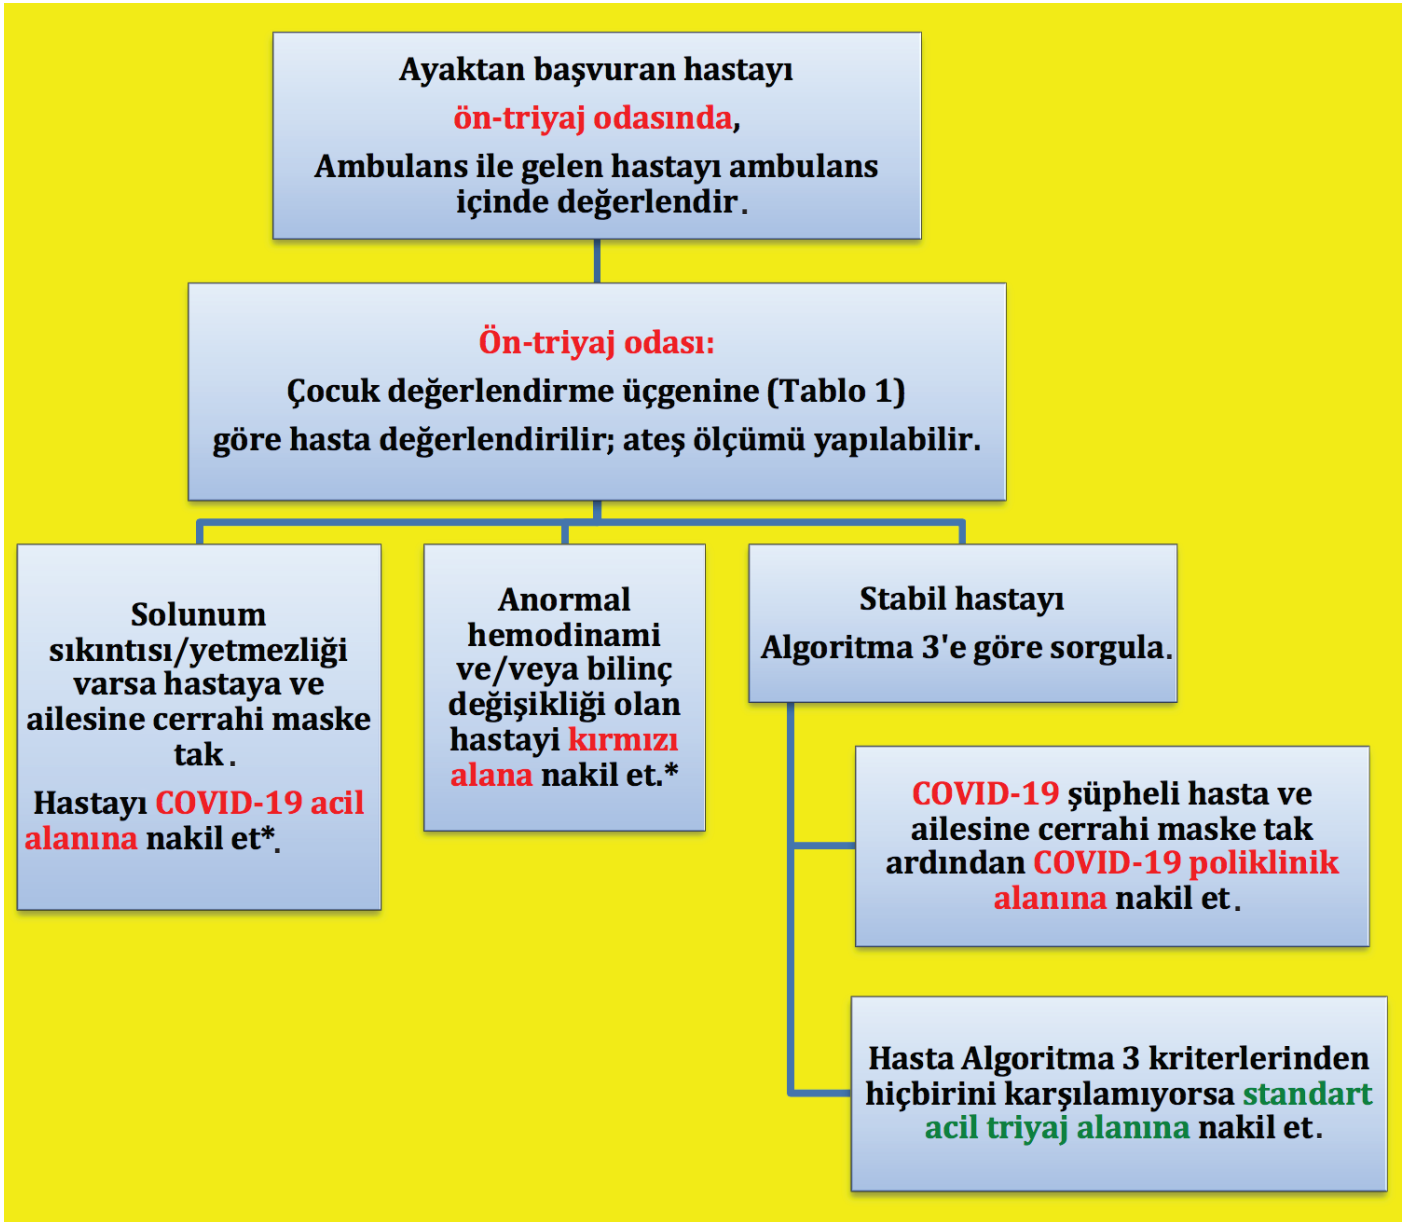 Ayaktan başvuran hastayı
ön-triyaj odasında,
Ambulans ile gelen hastayı ambulans
içinde değerlendir.
Ön-triyaj odası:
Çocuk değerlendirme üçgenine (Tablo 1)
göre hasta değerlendirilir; ateş ölçümü yapılabilir.
Solunum
sıkıntısı/yetmezliği
varsa hastaya ve
ailesine cerrahi maske
tak.
Hastayı COVID-19 acil
alanına nakil et*.
Anormal
hemodinami
ve/veya bilinç
değişikliği olan
hastayi kırmızı
alana nakil et.*
Stabil hastayı
Algoritma 3'e göre sorgula.
COVID-19 şüpheli hasta ve
ailesine cerrahi maske tak
ardından COVID-19 poliklinik
alanına nakil et.
Hasta Algoritma 3 kriterlerinden
hiçbirini karşılamıyorsa standart
acil triyaj alanına nakil et.